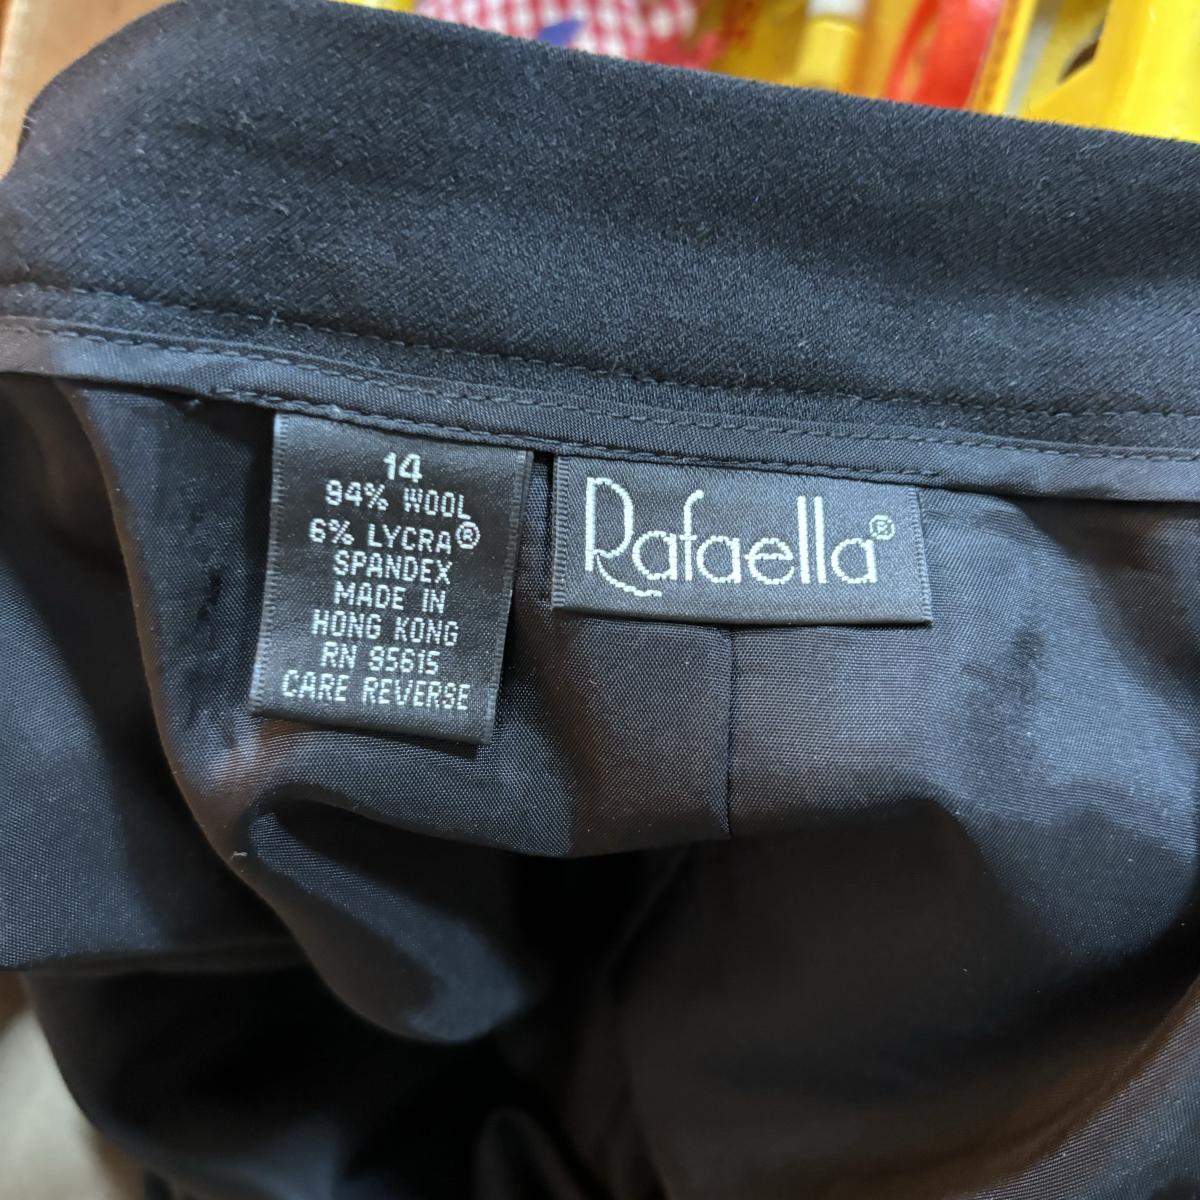 14
94% WOOL
6% LYCRA®
SPANDEX
MADE IN
HONG KONG
RN 95615
CARE REVERSE
Rafaella®